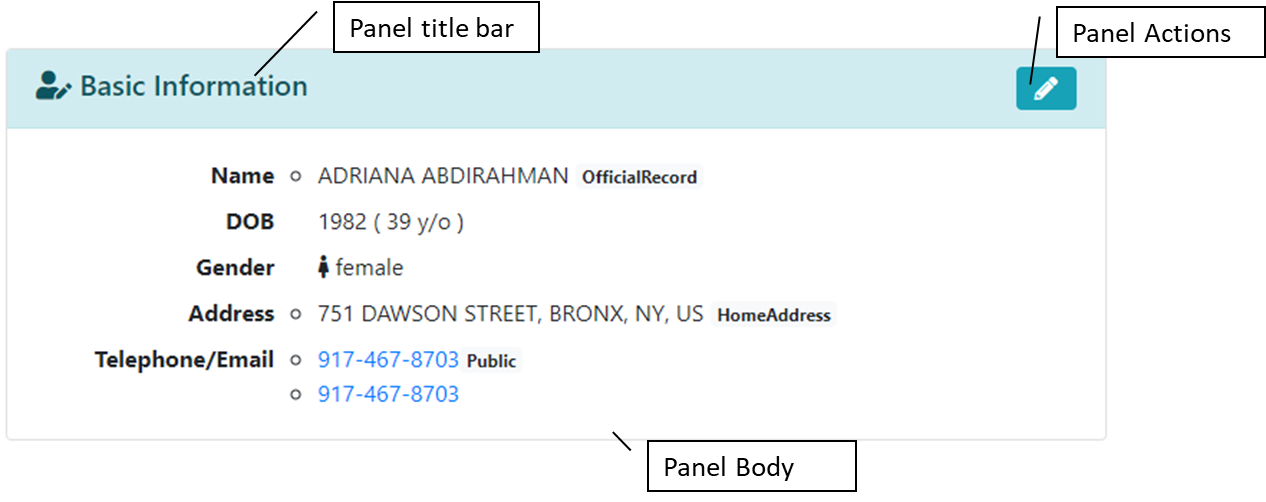 Panel title bar
Panel Actions
Basic Information
Name ADRIANA ABDIRAHMAN OfficialRecord
DOB 1982 ( 39 y/o )
Gender female
Address 751 DAWSON STREET, BRONX, NY, US HomeAddress
Telephone/Email 917-467-8703 Public
917-467-8703
Panel Body